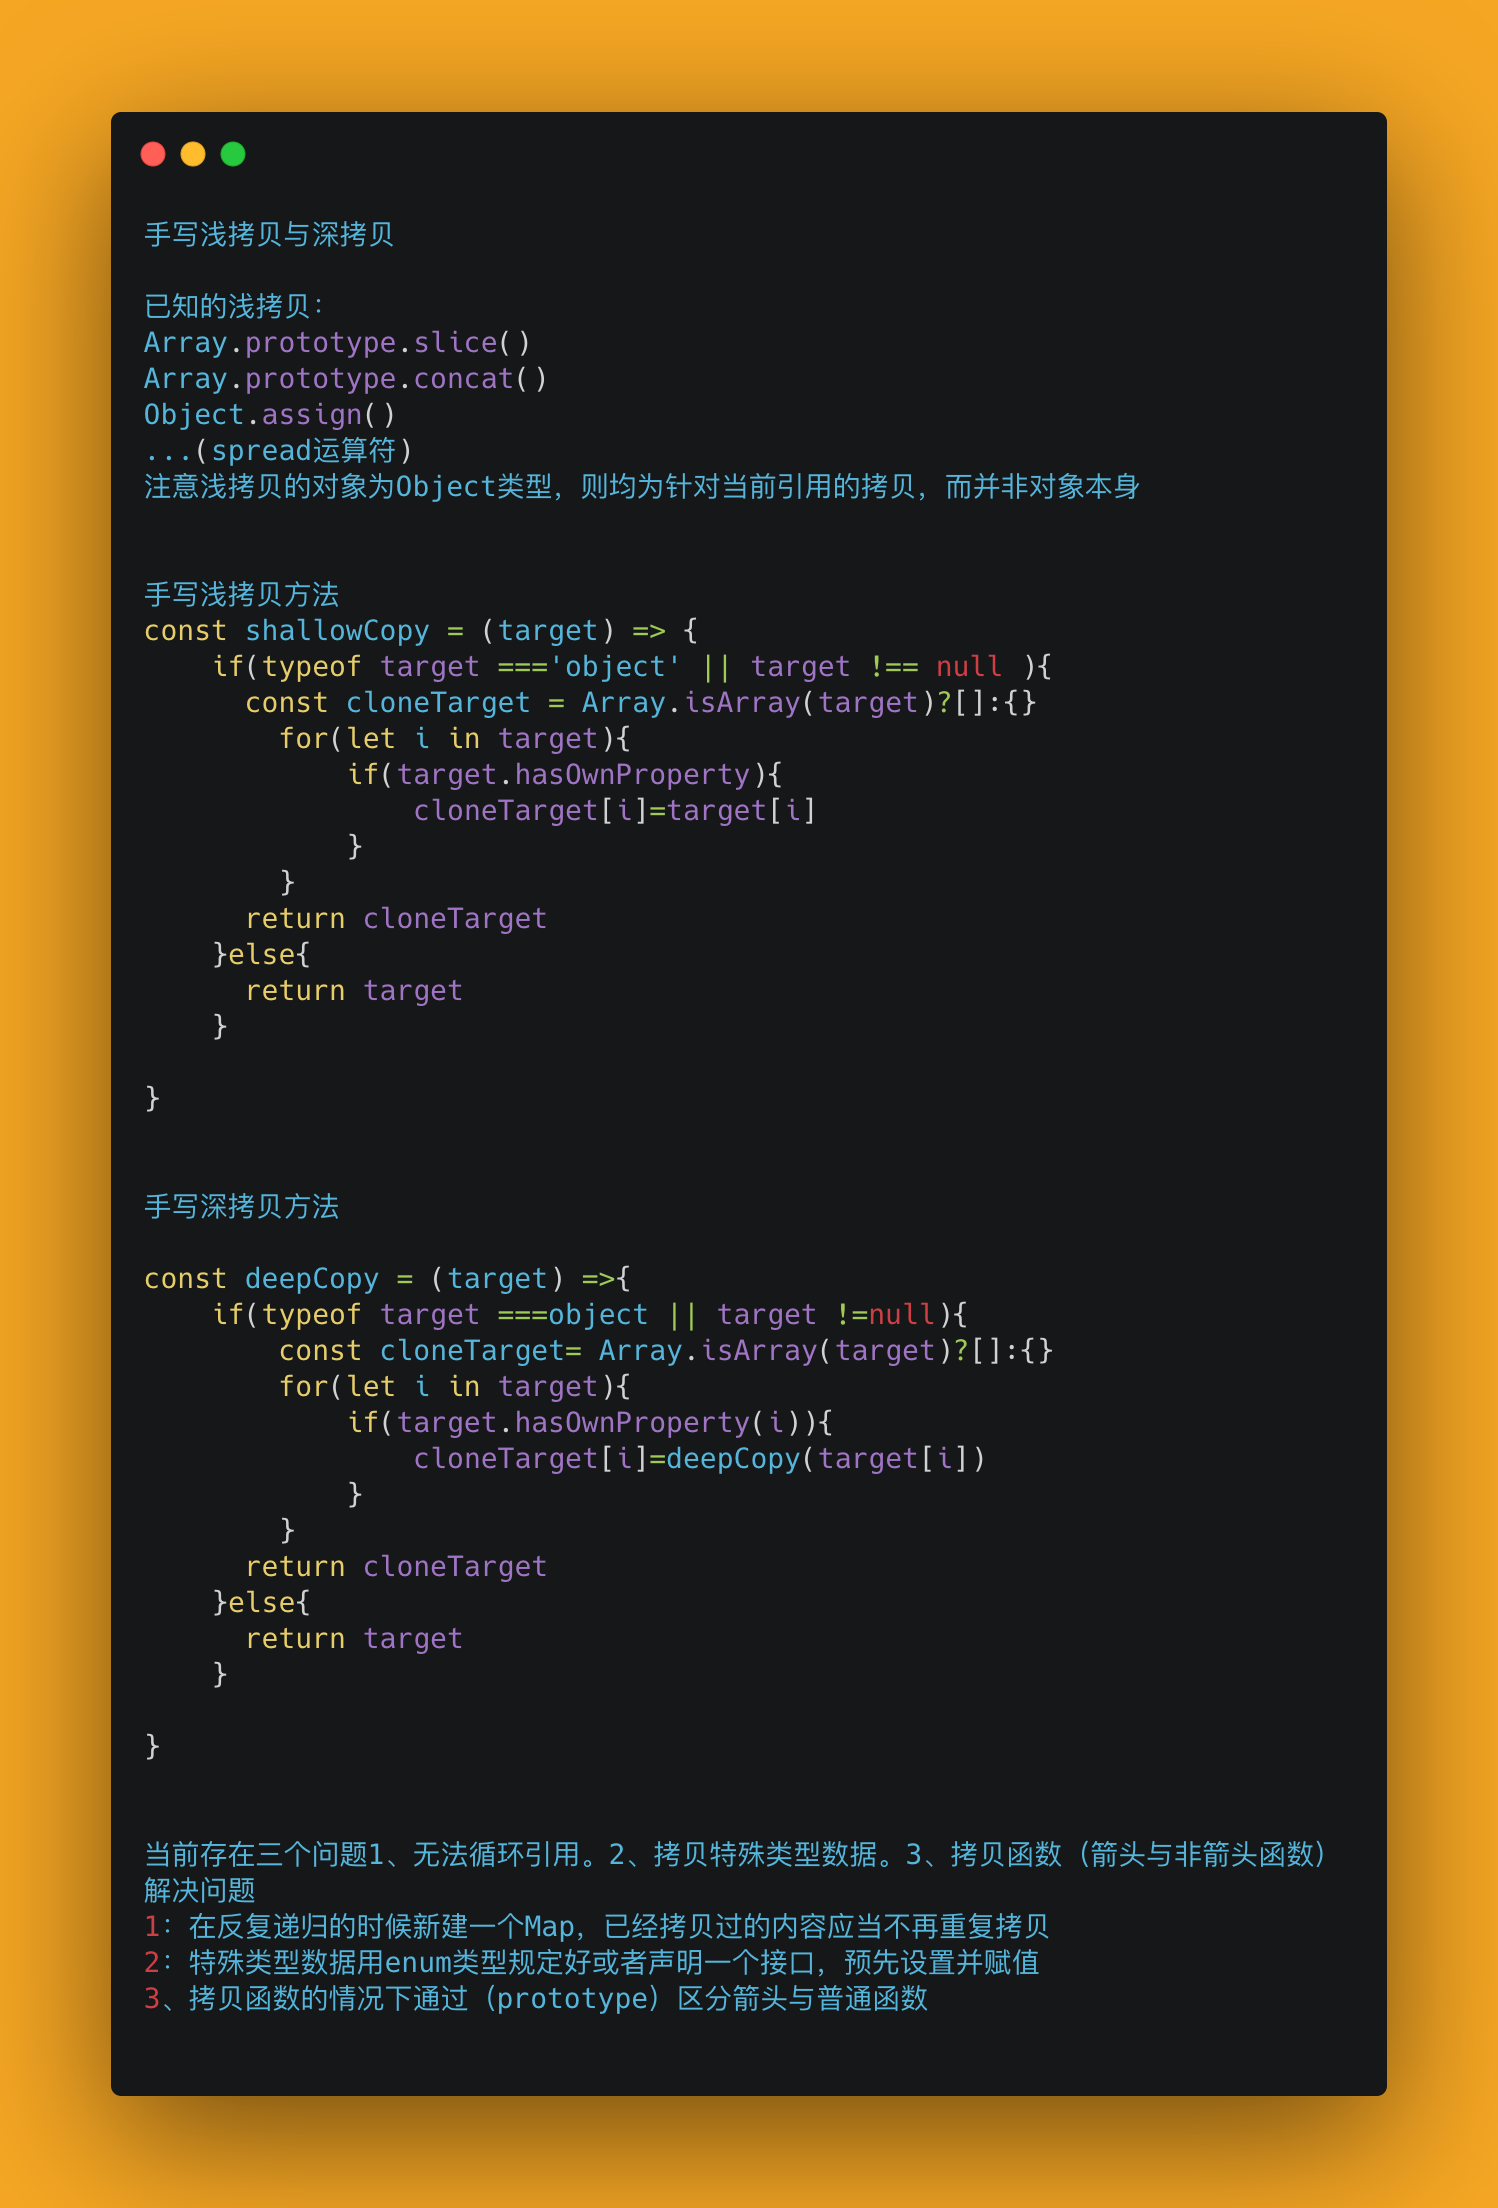 手写浅拷贝与深拷贝
已知的浅拷贝：
Array.prototype.slice()
Array.prototype.concat()
Object.assign()
...(spread运算符)
注意浅拷贝的对象为Object类型，则均为针对当前引用的拷贝，而并非对象本身
手写浅拷贝方法
const shallowCopy = (target) => {
    if(typeof target ==='object' || target !== null ){
      const cloneTarget = Array.isArray(target)?[]:{}
        for(let i in target){
            if(target.hasOwnProperty){
                cloneTarget[i]=target[i]
            }
        }
      return cloneTarget
    }else{
      return target
    }
}
手写深拷贝方法
const deepCopy = (target) =>{
    if(typeof target ===object || target !=null){
        const cloneTarget= Array.isArray(target)?[]:{}
        for(let i in target){
            if(target.hasOwnProperty(i)){
                cloneTarget[i]=deepCopy(target[i])
            }
        }
      return cloneTarget
    }else{
      return target
    }
}
当前存在三个问题1、无法循环引用。2、拷贝特殊类型数据。3、拷贝函数（箭头与非箭头函数）
解决问题
1：在反复递归的时候新建一个Map，已经拷贝过的内容应当不再重复拷贝
2：特殊类型数据用enum类型规定好或者声明一个接口，预先设置并赋值
3、拷贝函数的情况下通过（prototype）区分箭头与普通函数